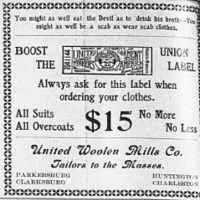 You might as well eat the Devil as to drink his broth—You
might as well be a scab as wear scab clothes.
BOOST UNION
THE LABEL
Always ask for this label when
ordering your clothes.
All Suits $15 No More
All Overcoats No Less
United Woolen Mills Co.
Tailors to the Masses.
PARKERSBURG HUNTINGTON
CLARKSBURG CHARLESTON